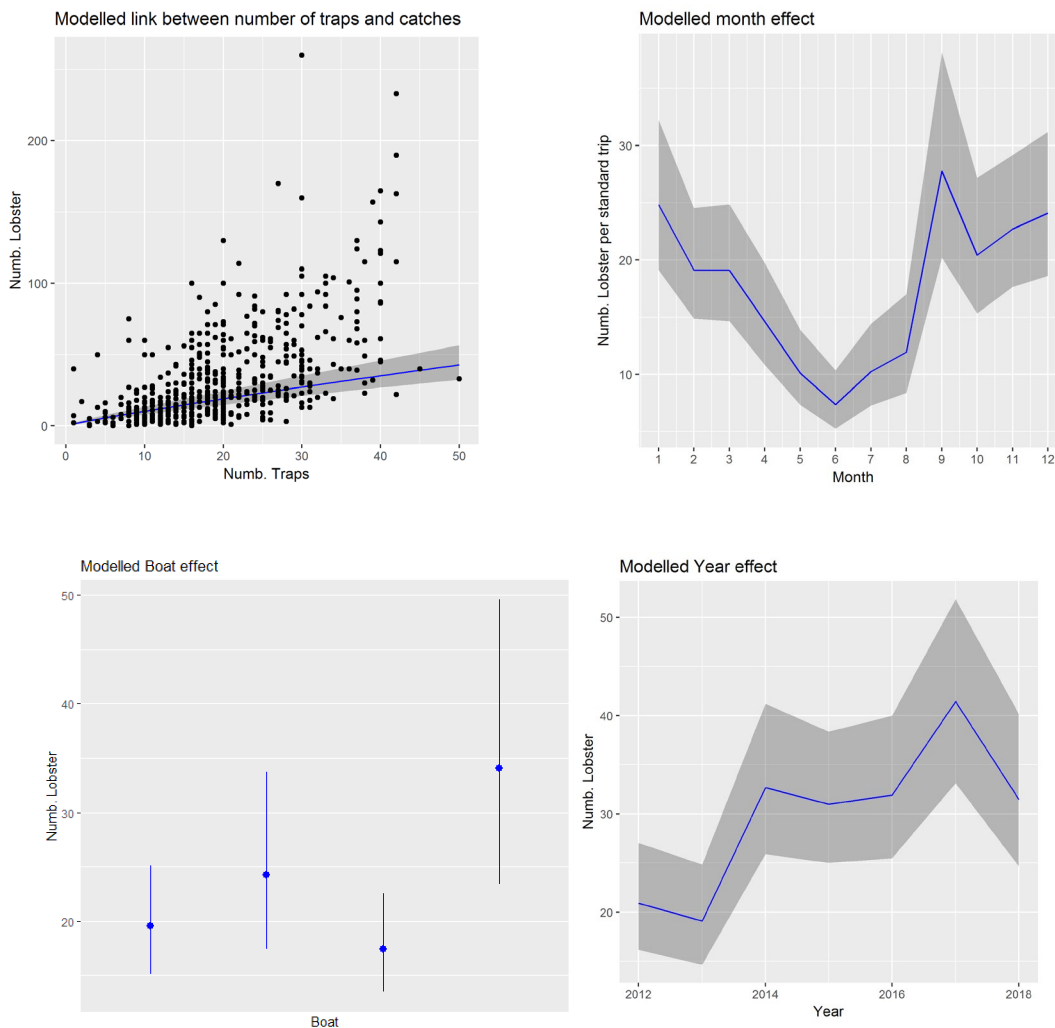 Modelled link between number of traps and catches
Numb. Lobster
200
100
0
0 10 20 30 40 50
Numb. Traps
Modelled month effect
Numb. Lobster per standard trip
30
20
10
1 2 3 4 5 6 7 8 9 10 11 12
Month
Modelled Boat effect
Numb. Lobster
50
40
30
20
Boat
Modelled Year effect
Numb. Lobster
50
40
30
20
2012 2014 2016 2018
Year